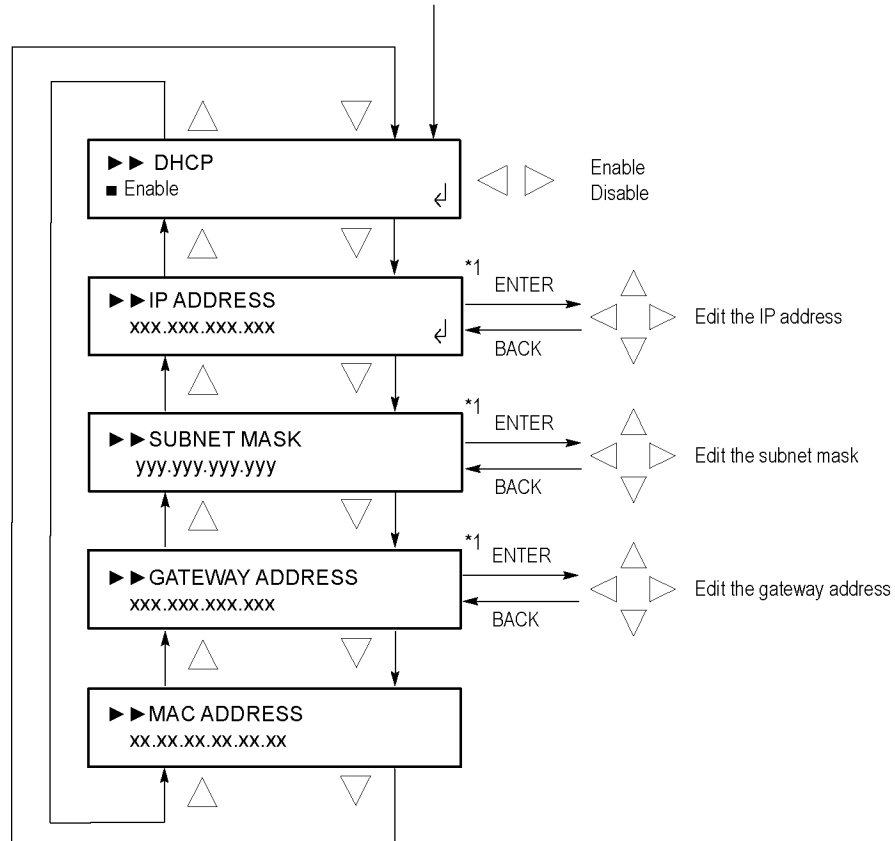 ►► DHCP
■ Enable
Enable
Disable
►►IP ADDRESS
xxx.xxx.xxx.xxx
*1
ENTER
BACK
Edit the IP address
►►SUBNET MASK
yyy.yyy.yyy.yyy
*1
ENTER
BACK
Edit the subnet mask
►►GATEWAY ADDRESS
xxx.xxx.xxx.xxx
*1
ENTER
BACK
Edit the gateway address
►►MAC ADDRESS
xx.xx.xx.xx.xx.xx